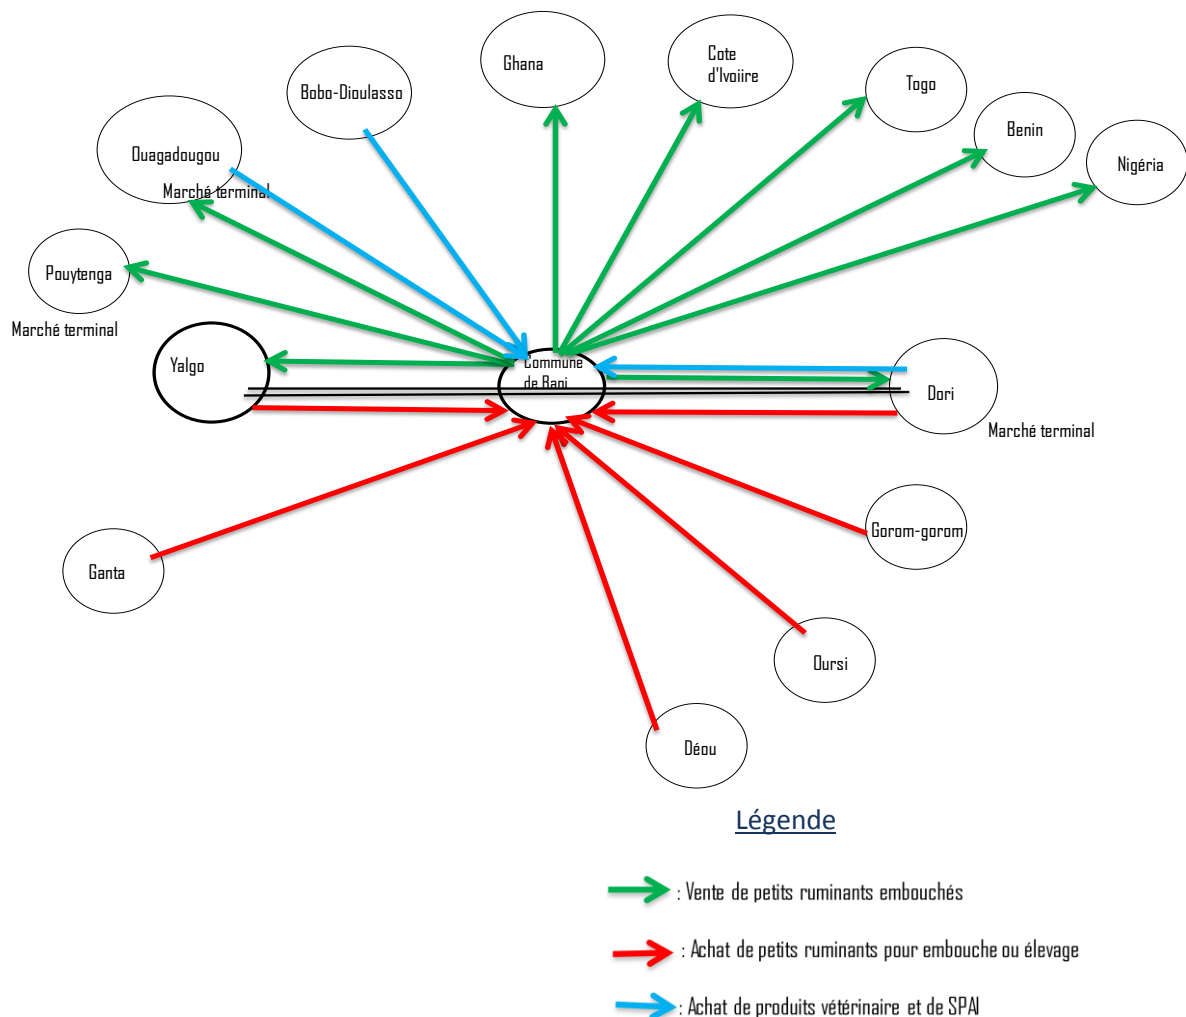 Ghana
Cote
d'Ivoiire
Togo
Bobo-Dioulasso
Benin
Ouagadougou
Nigéria
Marché terminal
Pouytenga
Marché terminal
Yalgo
Commune
de Bani
Dori
Marché terminal
Gorom-gorom
Ganta
Oursi
Déou
Légende
: Vente de petits ruminants embouchés
: Achat de petits ruminants pour embouche ou élevage
: Achat de produits vétérinaire et de SPAI